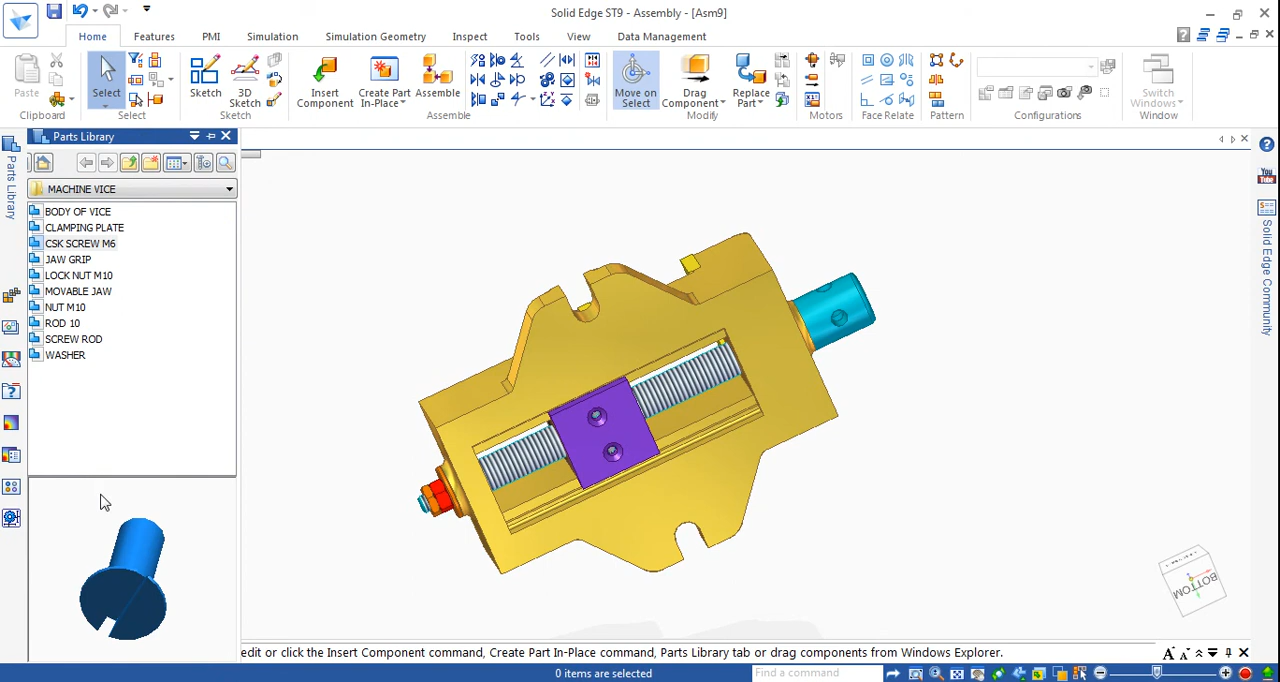 Solid Edge ST9 - Assembly - [Asm9]
Home
Features
PMI
Simulation
Simulation Geometry
Inspect
Tools
View
Data Management
Paste
Select
Sketch
3D Sketch
Insert Component
Create Part In-Place
Assemble
Move on Select
Drag Component
Replace Part
Switch Windows
Clipboard
Select
Sketch
Assemble
Modify
Motors
Face Relate
Pattern
Configurations
Window
Parts Library
Parts Library
MACHINE VICE
BODY OF VICE
CLAMPING PLATE
CSK SCREW M6
JAW GRIP
LOCK NUT M10
MOVABLE JAW
NUT M10
ROD 10
SCREW ROD
WASHER
You Tube
Solid Edge Community
BOTTOM
edit or click the Insert Component command, Create Part In-Place command, Parts Library tab or drag components from Windows Explorer.
0 items are selected
Find a command